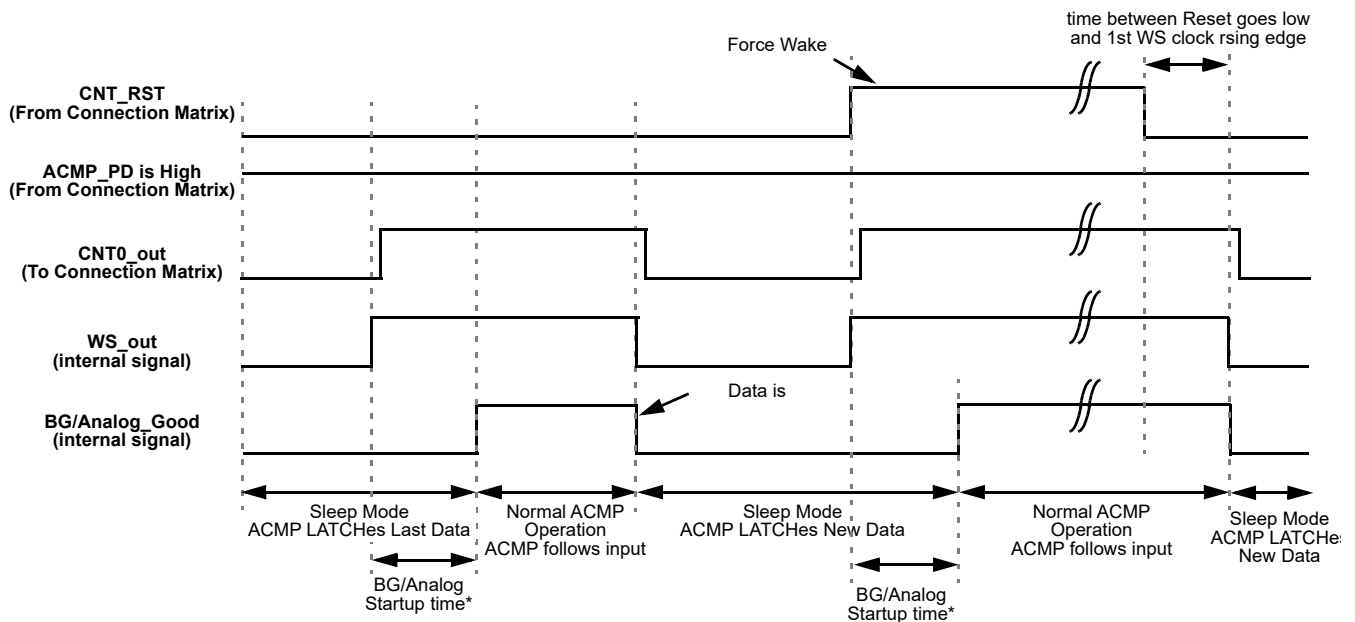 time between Reset goes low
and 1st WS clock rsing edge
Force Wake
CNT_RST
(From Connection Matrix)
ACMP_PD is High
(From Connection Matrix)
CNT0_out
(To Connection Matrix)
WS_out
(internal signal)
Data is
BG/Analog_Good
(internal signal)
Sleep Mode
ACMP LATCHes Last Data
Normal ACMP
Operation
ACMP follows input
Sleep Mode
ACMP LATCHes New Data
Normal ACMP
Operation
ACMP follows input
Sleep Mode
ACMP LATCHes
New Data
BG/Analog
Startup time*
BG/Analog
Startup time*